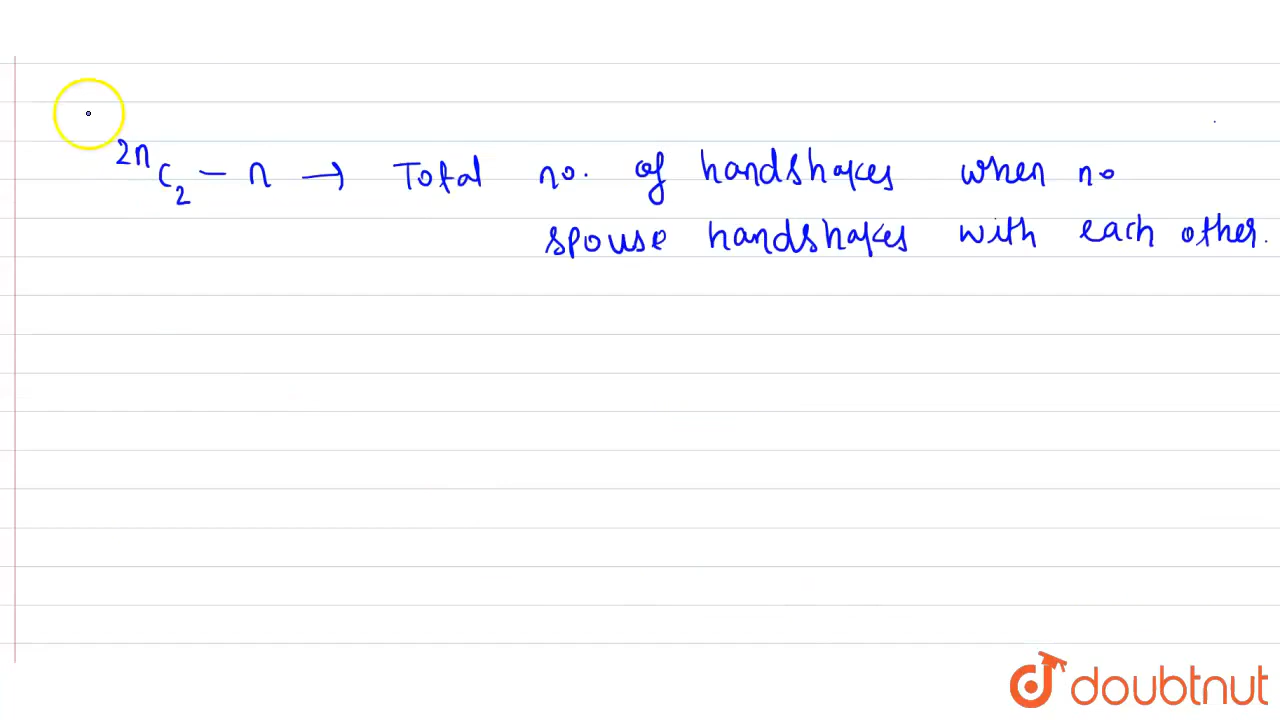 ²ⁿC₂ - n → Total no. of handshakes when no
spouse handshakes with each other.
doubtnut